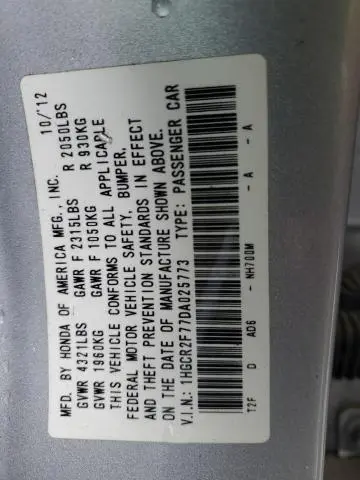 MFD. BY HONDA OF AMERICA MFG., INC. 10/'12
GVWR 4321LBS GAWR F 2315LBS R 2050LBS
GVWR 1960KG GAWR F 1050KG R 930KG
THIS VEHICLE CONFORMS TO ALL APPLICABLE
FEDERAL MOTOR VEHICLE SAFETY, BUMPER,
AND THEFT PREVENTION STANDARDS IN EFFECT
ON THE DATE OF MANUFACTURE SHOWN ABOVE.
V.I.N.: 1HGCR2F77DA025773 TYPE: PASSENGER CAR
T2F D AD6 - NH700M - A - A